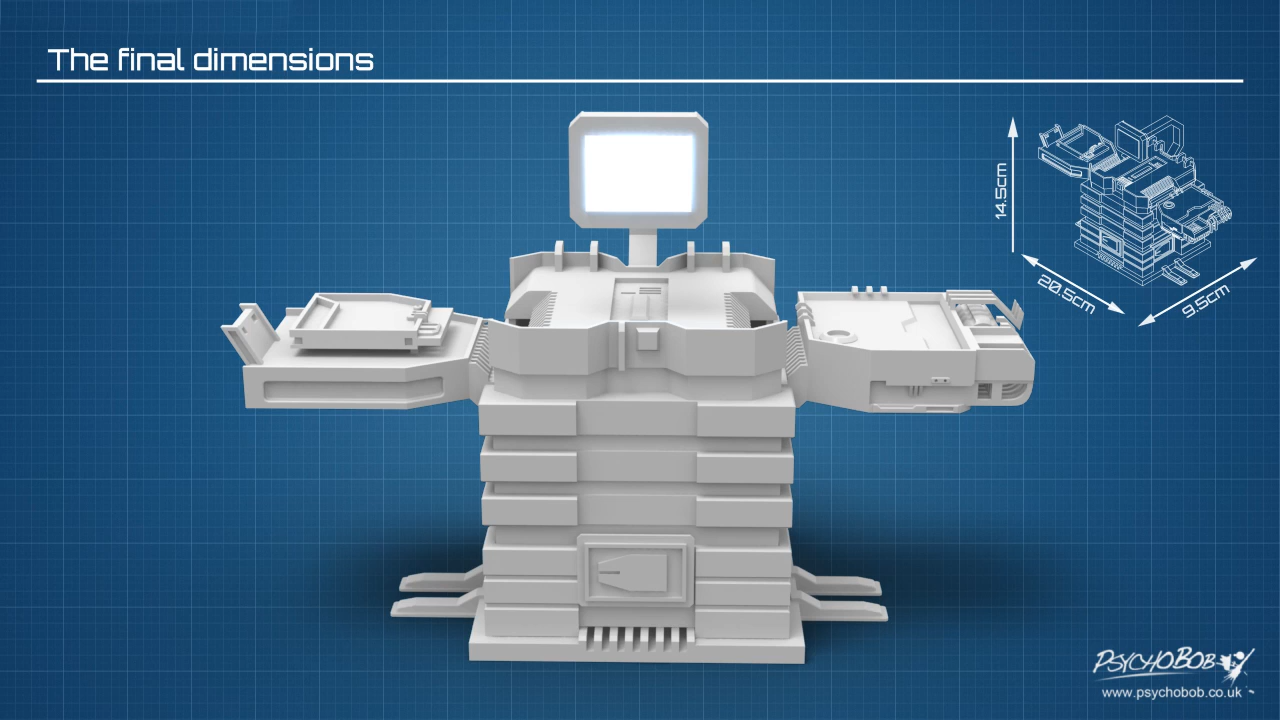 The final dimensions
14.5cm
20.5cm
9.5cm
PSYCHOBOB
www.psychobob.co.uk